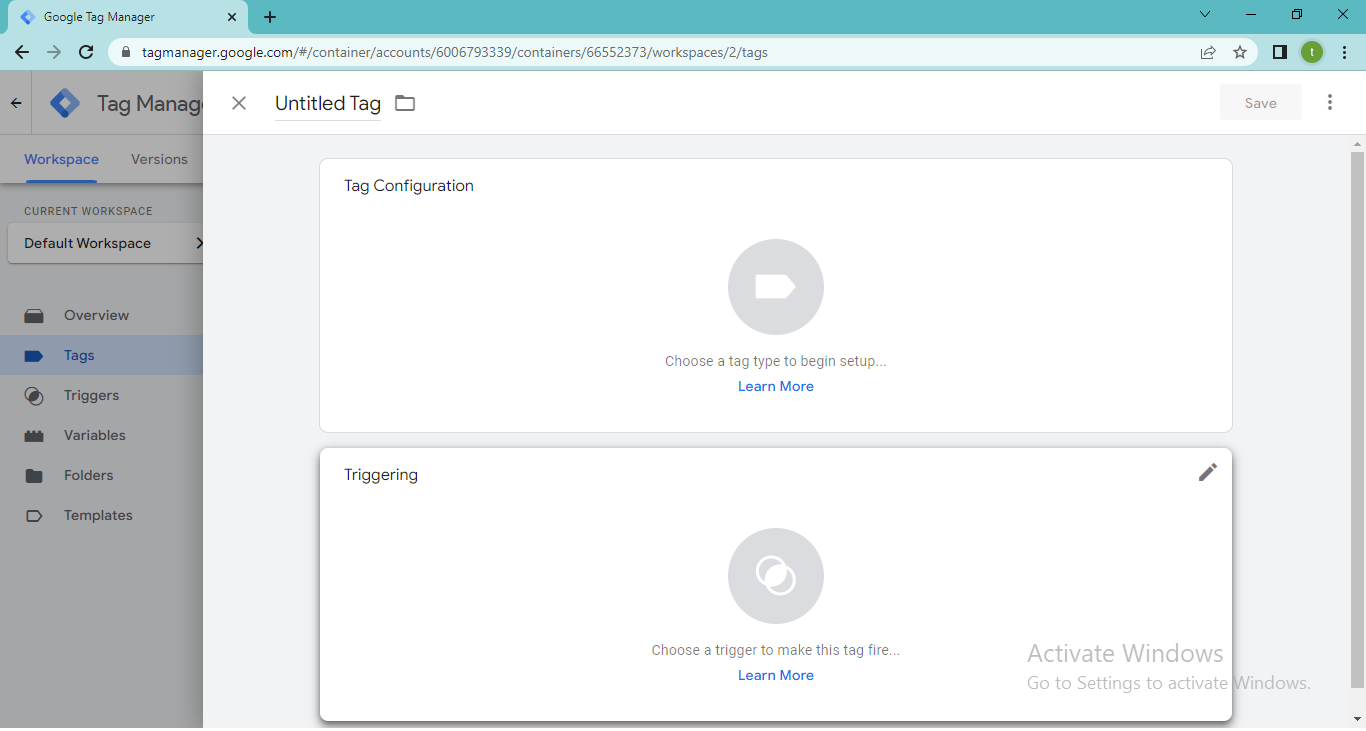 Google Tag Manager
tagmanager.google.com/#/container/accounts/6006793339/containers/66552373/workspaces/2/tags
t
Tag Manage
Untitled Tag
Save
Workspace
Versions
CURRENT WORKSPACE
Default Workspace
Overview
Tags
Triggers
Variables
Folders
Templates
Tag Configuration
Choose a tag type to begin setup...
Learn More
Triggering
Choose a trigger to make this tag fire...
Learn More
Activate Windows
Go to Settings to activate Windows.